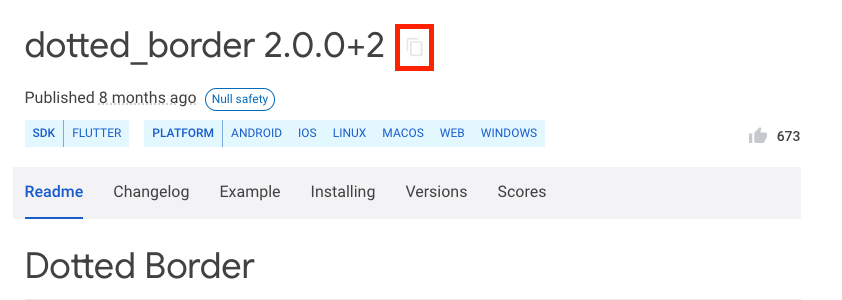 dotted_border 2.0.0+2
Published 8 months ago Null safety
SDK FLUTTER PLATFORM ANDROID IOS LINUX MACOS WEB WINDOWS 673
Readme Changelog Example Installing Versions Scores
Dotted Border